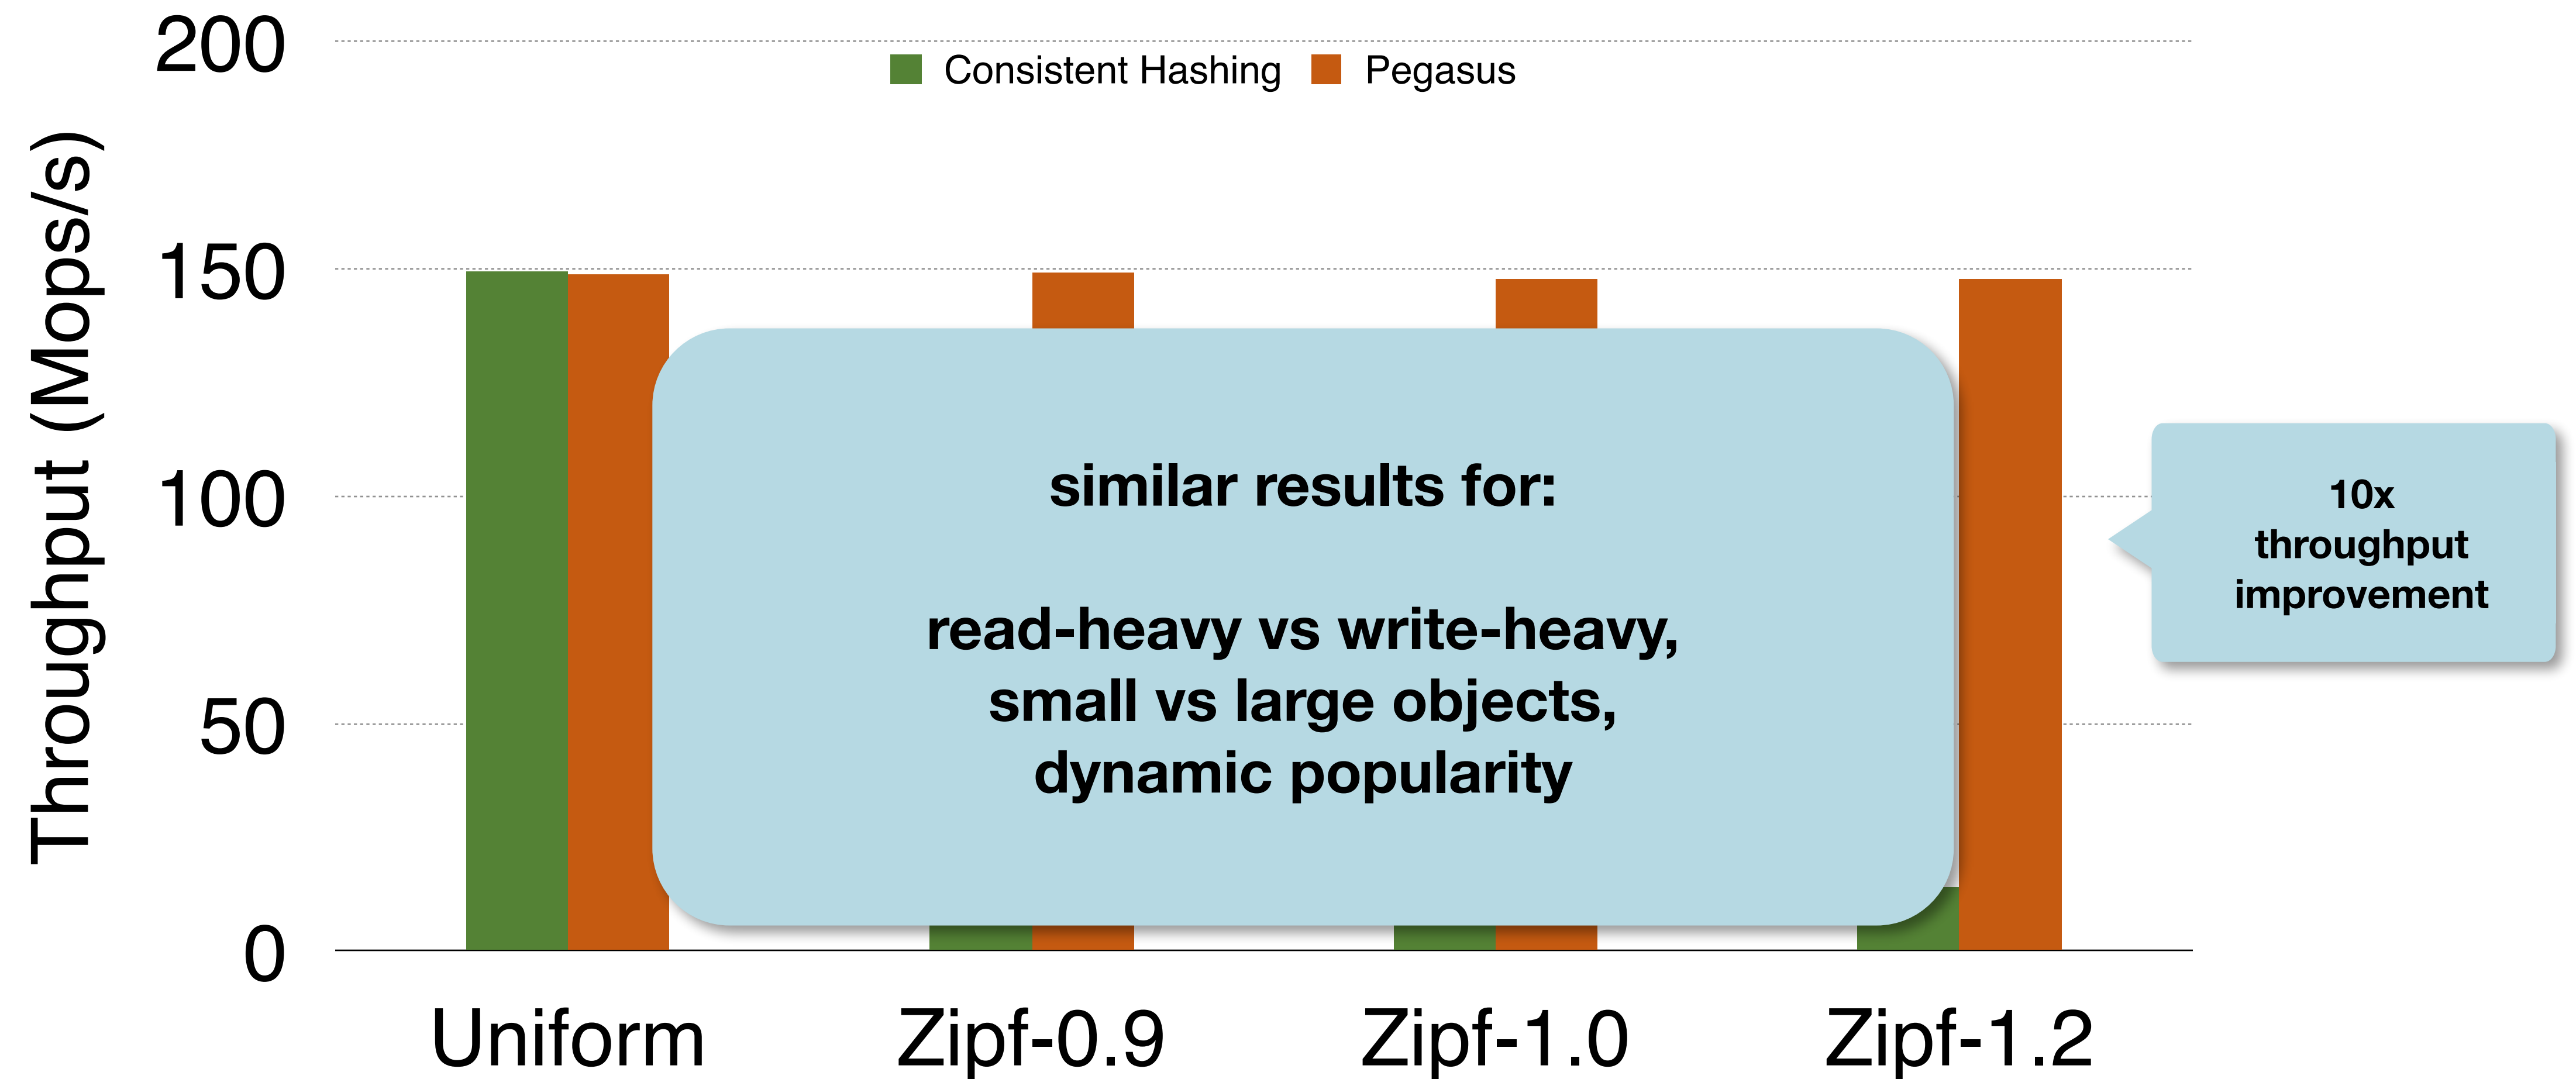 Consistent Hashing
Pegasus
Throughput (Mops/s)
200
150
100
50
0
similar results for:
read-heavy vs write-heavy,
small vs large objects,
dynamic popularity
10x
throughput
improvement
Uniform
Zipf-0.9
Zipf-1.0
Zipf-1.2